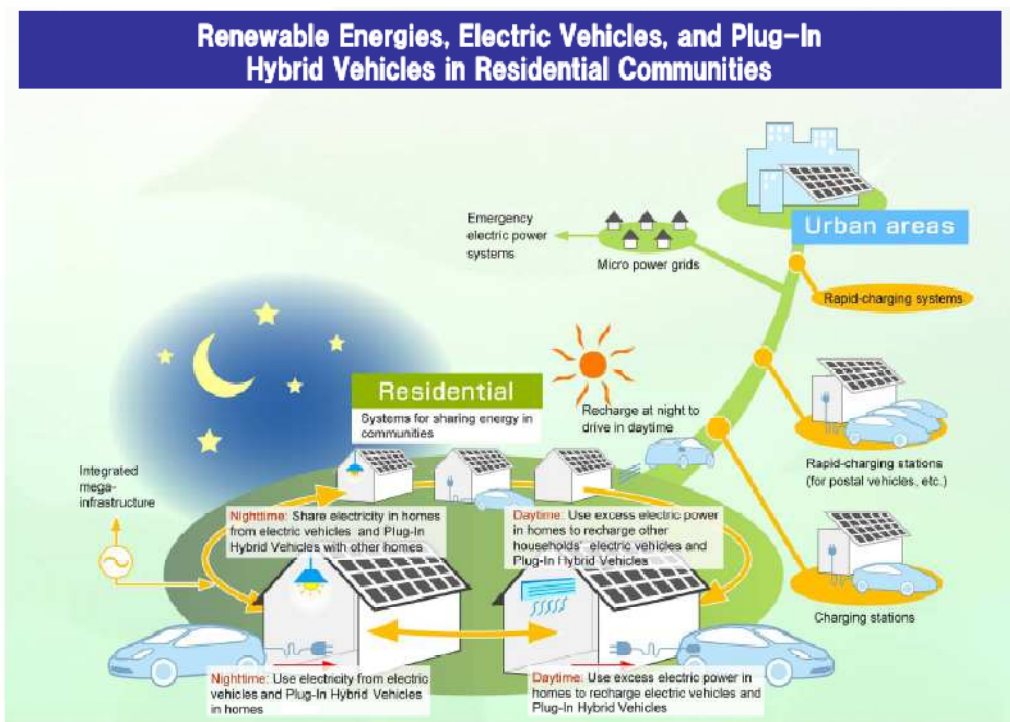 Renewable Energies, Electric Vehicles, and Plug-In
Hybrid Vehicles in Residential Communities
Urban areas
Emergency
electric power
systems
Micro power grids
Rapid-charging systems
Residential
Systems for sharing energy in
communities
Recharge at night to
drive in daytime
Rapid-charging stations
(for postal vehicles, etc.)
Integrated
mega-
infrastructure
Nighttime: Share electricity in homes
from electric vehicles and Plug-In
Hybrid Vehicles with other homes
Daytime: Use excess electric power
in homes to recharge other
households' electric vehicles and
Plug-In Hybrid Vehicles
Charging stations
Nighttime: Use electricity from electric
vehicles and Plug-In Hybrid Vehicles
in homes
Daytime: Use excess electric power in
homes to recharge electric vehicles and
Plug-In Hybrid Vehicles